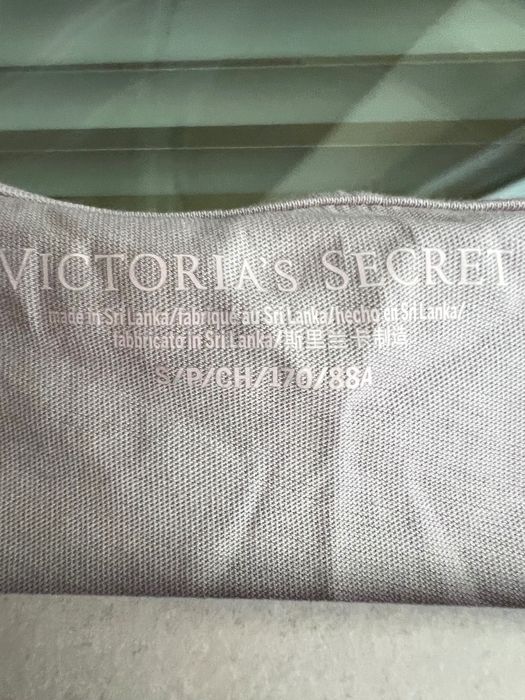 VICTORIA'S SECRET
made in Sri Lanka/fabriqué au Sri Lanka/hecho en Sri Lanka/
fabbricato in Sri Lanka/斯里兰卡制造
S/P/CH/170/88A